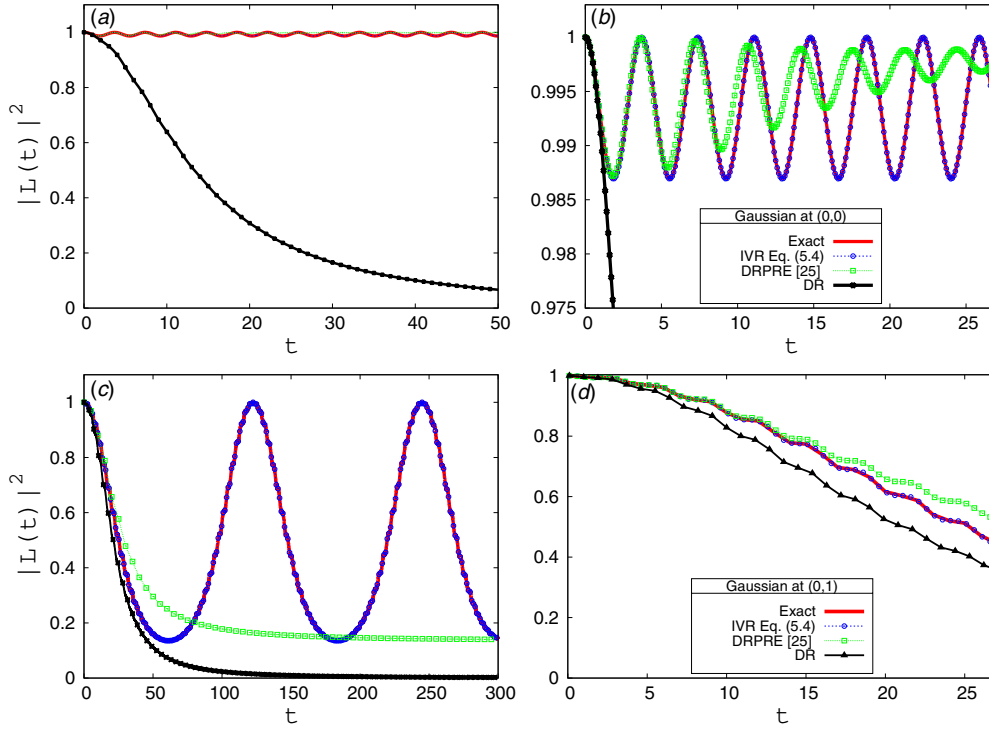 (a)
1
0.8
0.6
0.4
0.2
0
0 10 20 30 40 50
t
|L(t)|²
(b)
1
0.995
0.99
0.985
0.98
0.975
0 5 10 15 20 25
t
Gaussian at (0,0)
Exact
IVR Eq. (5.4)
DRPRE [25]
DR
(c)
1
0.8
0.6
0.4
0.2
0
0 50 100 150 200 250 300
t
|L(t)|²
(d)
1
0.8
0.6
0.4
0.2
0
0 5 10 15 20 25
t
Gaussian at (0,1)
Exact
IVR Eq. (5.4)
DRPRE [25]
DR